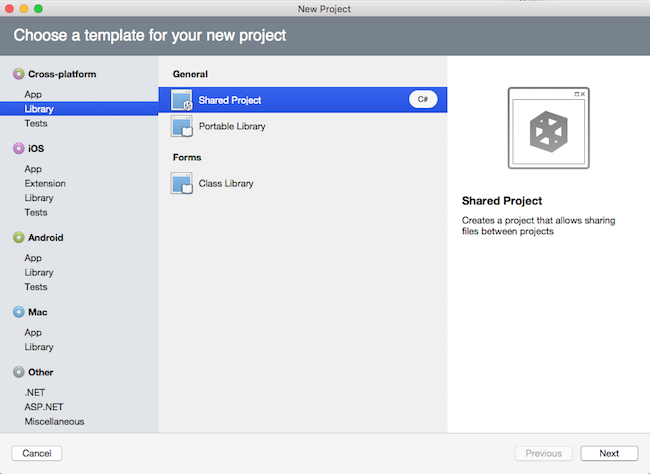 New Project
Choose a template for your new project
Cross-platform
App
Library
Tests
iOS
App
Extension
Library
Tests
Android
App
Library
Tests
Mac
App
Library
Other
.NET
ASP.NET
Miscellaneous
General
Shared Project C#
Portable Library
Forms
Class Library
Shared Project
Creates a project that allows sharing
files between projects
Cancel
Previous
Next